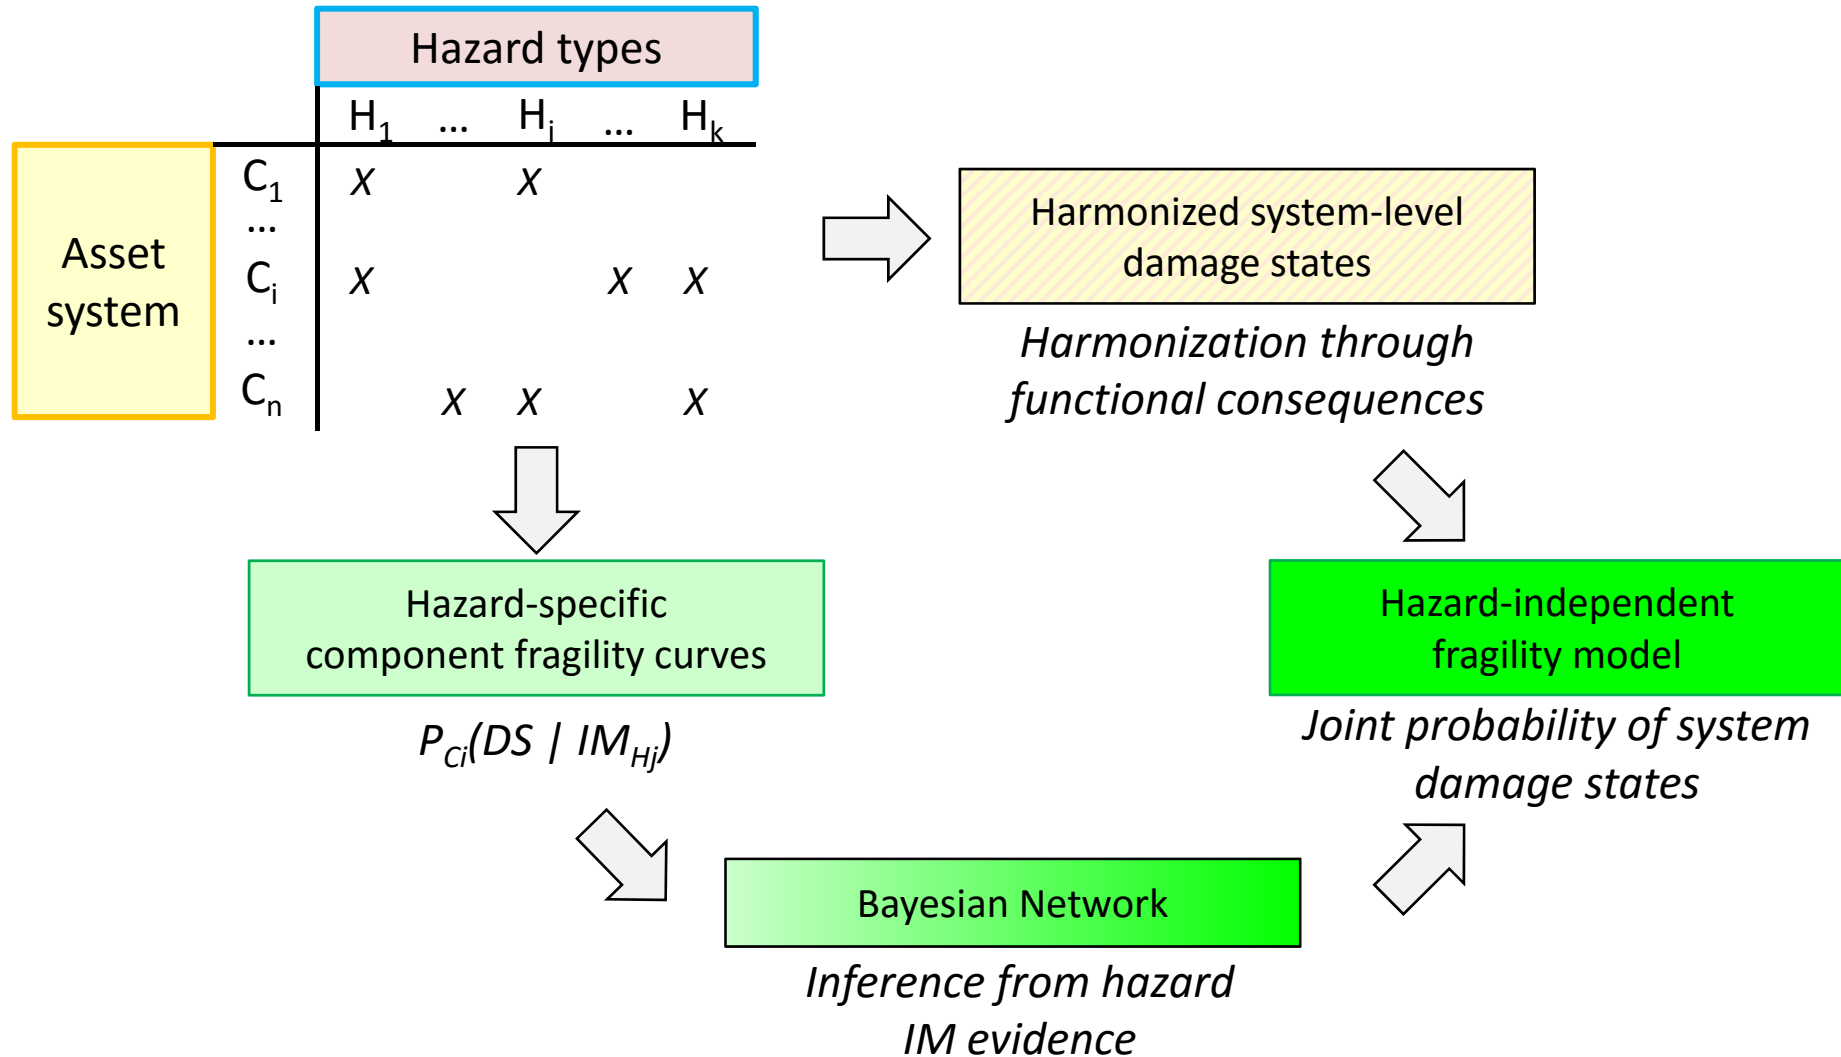 Hazard types
H1 ... Hj ... Hk
Asset
system
C1 X X
...
Ci X X X
...
Cn X X X
Harmonized system-level
damage states
Harmonization through
functional consequences
Hazard-specific
component fragility curves
PCi(DS | IMHj)
Hazard-independent
fragility model
Joint probability of system
damage states
Bayesian Network
Inference from hazard
IM evidence